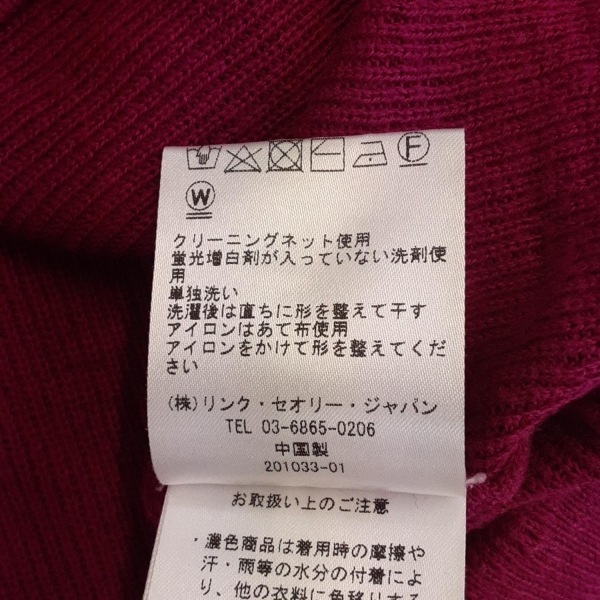 F
W
クリーニングネット使用
蛍光増白剤が入っていない洗剤使
用
単独洗い
洗濯後は直ちに形を整えて干す
アイロンはあて布使用
アイロンをかけて形を整えてくだ
さい
(株)リンク・セオリー・ジャパン
TEL 03-6865-0206
中国製
201033-01
お取扱い上のご注意
・濃色商品は着用時の摩擦や
汗・雨等の水分の付着によ
り、他の衣料に色移りする